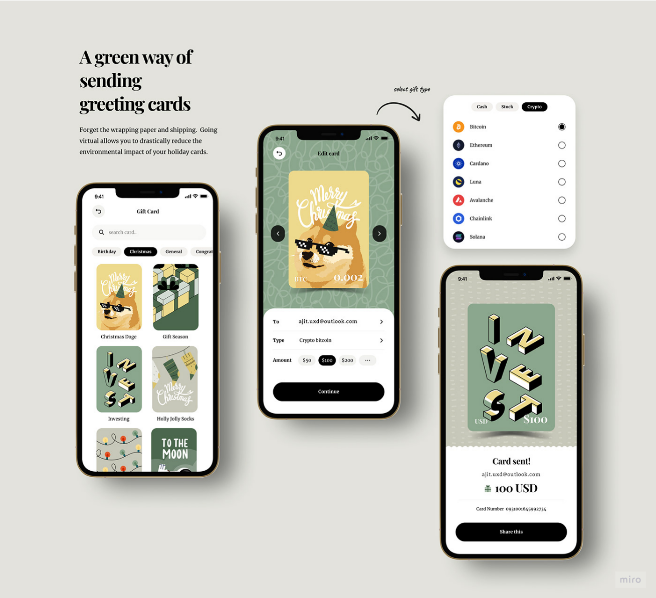 A green way of
sending
greeting cards
Forget the wrapping paper and shipping. Going
virtual allows you to drastically reduce the
environmental impact of your holiday cards.
select gift type
9:41
Gift Card
search card..
Birthday
Christmas
General
Congrat
Christmas Doge
Gift Season
INVEST
Merry
Christmas
Investing
Holly Jolly Socks
TO THE
MOON
9:41
Edit card
Merry
Christmas
BTC
0.002
To
ajit.uxd@outlook.com
Type
Crypto bitcoin
Amount
$50
$100
$200
...
Continue
Cash
Stock
Crypto
Bitcoin
Ethereum
Cardano
Luna
Avalanche
Chainlink
Solana
9:41
INVEST
USD
$100
Card sent!
ajit.uxd@outlook.com
100 USD
Card Number
Share this
miro